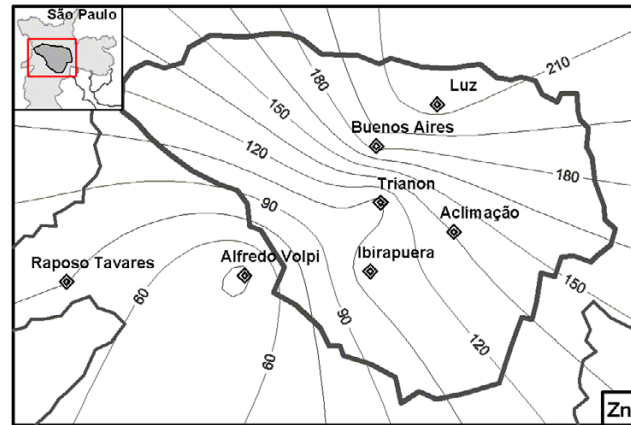 São Paulo
210
180
Luz
150
Buenos Aires
120
180
Trianon
90
Aclimação
Raposo Tavares
Alfredo Volpi
Ibirapuera
150
60
90
120
60
Zn